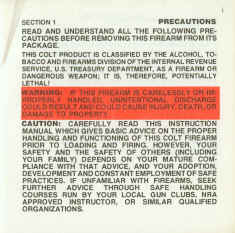 1
SECTION 1 PRECAUTIONS
READ AND UNDERSTAND ALL THE FOLLOWING PRE-
CAUTIONS BEFORE REMOVING THIS FIREARM FROM ITS
PACKAGE.
THIS COLT PRODUCT IS CLASSIFIED BY THE ALCOHOL, TO-
BACCO AND FIREARMS DIVISION OF THE INTERNAL REVENUE
SERVICE, U.S. TREASURY DEPARTMENT, AS A FIREARM OR
DANGEROUS WEAPON; IT IS, THEREFORE, POTENTIALLY
LETHAL!
WARNING: IF THIS FIREARM IS CARELESSLY OR IM-
PROPERLY HANDLED, UNINTENTIONAL DISCHARGE
COULD RESULT AND COULD CAUSE INJURY, DEATH, OR
DAMAGE TO PROPERTY.
CAUTION: CAREFULLY READ THIS INSTRUCTION
MANUAL WHICH GIVES BASIC ADVICE ON THE PROPER
HANDLING AND FUNCTIONING OF THIS COLT FIREARM
PRIOR TO LOADING AND FIRING. HOWEVER, YOUR
SAFETY AND THE SAFETY OF OTHERS (INCLUDING
YOUR FAMILY) DEPENDS ON YOUR MATURE COM-
PLIANCE WITH THAT ADVICE, AND YOUR ADOPTION,
DEVELOPMENT AND CONSTANT EMPLOYMENT OF SAFE
PRACTICES. IF UNFAMILIAR WITH FIREARMS, SEEK
FURTHER ADVICE THROUGH SAFE HANDLING
COURSES RUN BY YOUR LOCAL GUN CLUBS, NRA
APPROVED INSTRUCTOR, OR SIMILAR QUALIFIED
ORGANIZATIONS.